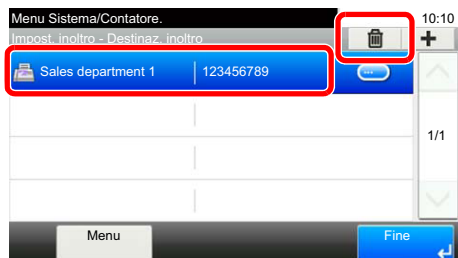 Menu Sistema/Contatore. 10:10
Impost. inoltro - Destinaz. inoltro
Sales department 1 123456789
1/1
Menu Fine